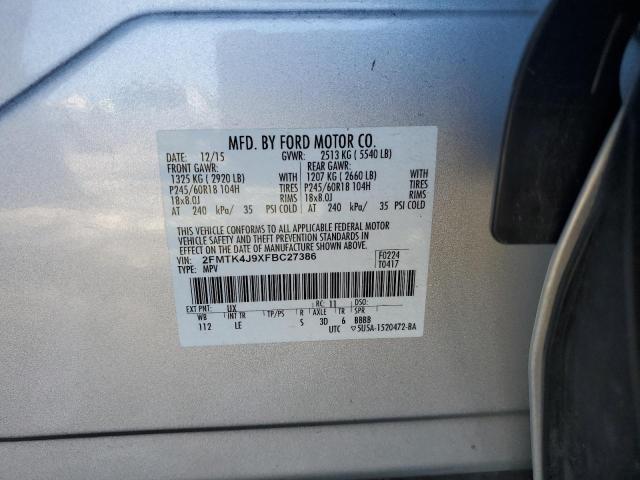 MFD. BY FORD MOTOR CO.
DATE: 12/15 GVWR: 2513 KG ( 5540 LB)
FRONT GAWR: REAR GAWR:
1325 KG ( 2920 LB) WITH 1207 KG ( 2660 LB) WITH
P245/60R18 104H TIRES P245/60R18 104H TIRES
18x8.0J RIMS 18x8.0J RIMS
AT 240 kPa/ 35 PSI COLD AT 240 kPa/ 35 PSI COLD
THIS VEHICLE CONFORMS TO ALL APPLICABLE FEDERAL MOTOR
VEHICLE SAFETY AND BUMPER STANDARDS IN EFFECT ON THE DATE
OF MANUFACTURE SHOWN ABOVE.
VIN: 2FMTK4J9XFBC27386 F0224
TYPE: MPV T0417
EXT PNT: UX RC: 11 DSO:
WB INT TR TP/PS R AXLE TR SPR
112 LE S 3D 6 BBBB
UTC 5U5A-1520472-BA